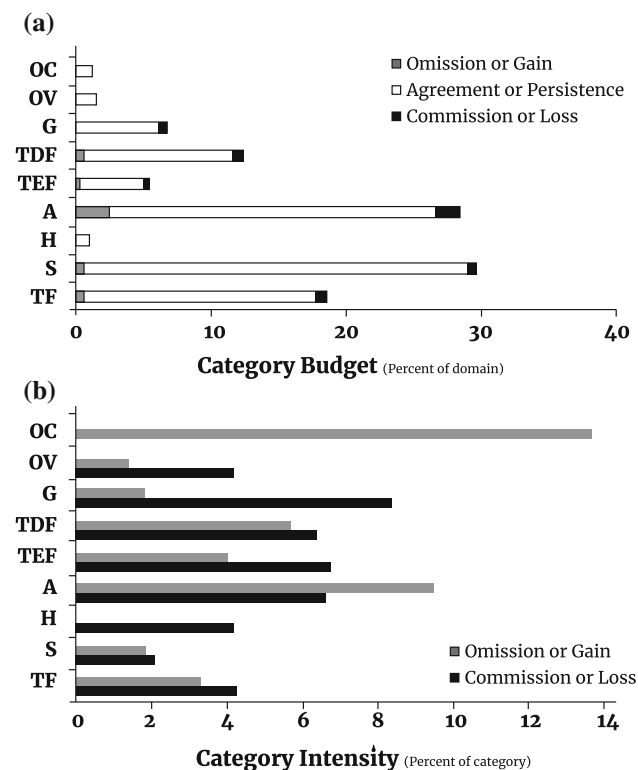 (a)
OC
OV
G
TDF
TEF
A
H
S
TF
Omission or Gain
Agreement or Persistence
Commission or Loss
0 10 20 30 40
Category Budget (Percent of domain)
(b)
OC
OV
G
TDF
TEF
A
H
S
TF
Omission or Gain
Commission or Loss
0 2 4 6 8 10 12 14
Category Intensity (Percent of category)